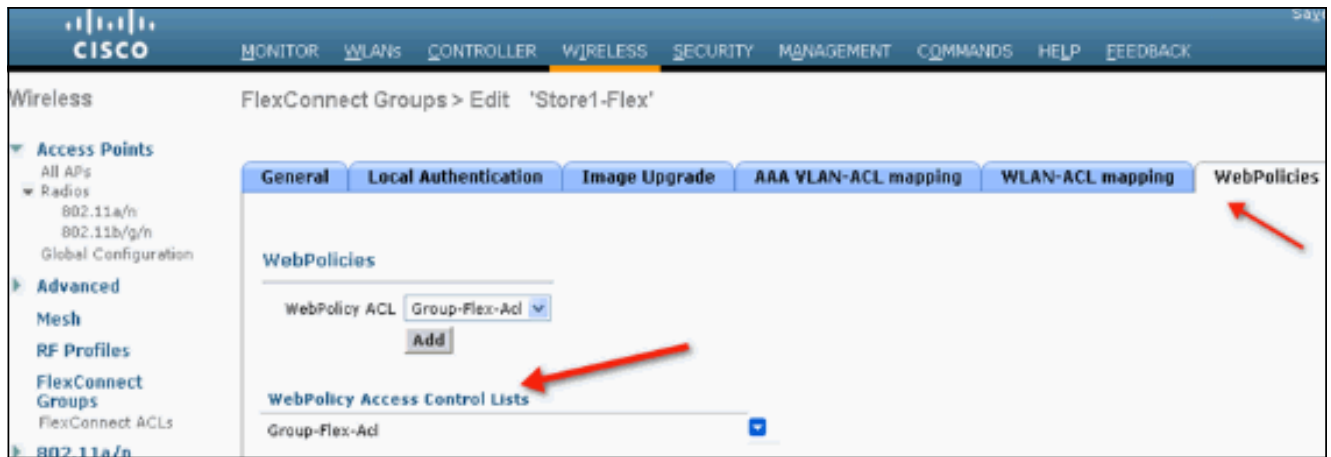 Save
CISCO
MONITOR WLANs CONTROLLER WIRELESS SECURITY MANAGEMENT COMMANDS HELP FEEDBACK
Wireless
FlexConnect Groups > Edit 'Store1-Flex'
Access Points
All APs
Radios
802.11a/n
802.11b/g/n
Global Configuration
Advanced
Mesh
RF Profiles
FlexConnect
Groups
FlexConnect ACLs
802.11a/n
General Local Authentication Image Upgrade AAA VLAN-ACL mapping WLAN-ACL mapping WebPolicies
WebPolicies
WebPolicy ACL Group-Flex-Acl
Add
WebPolicy Access Control Lists
Group-Flex-Acl